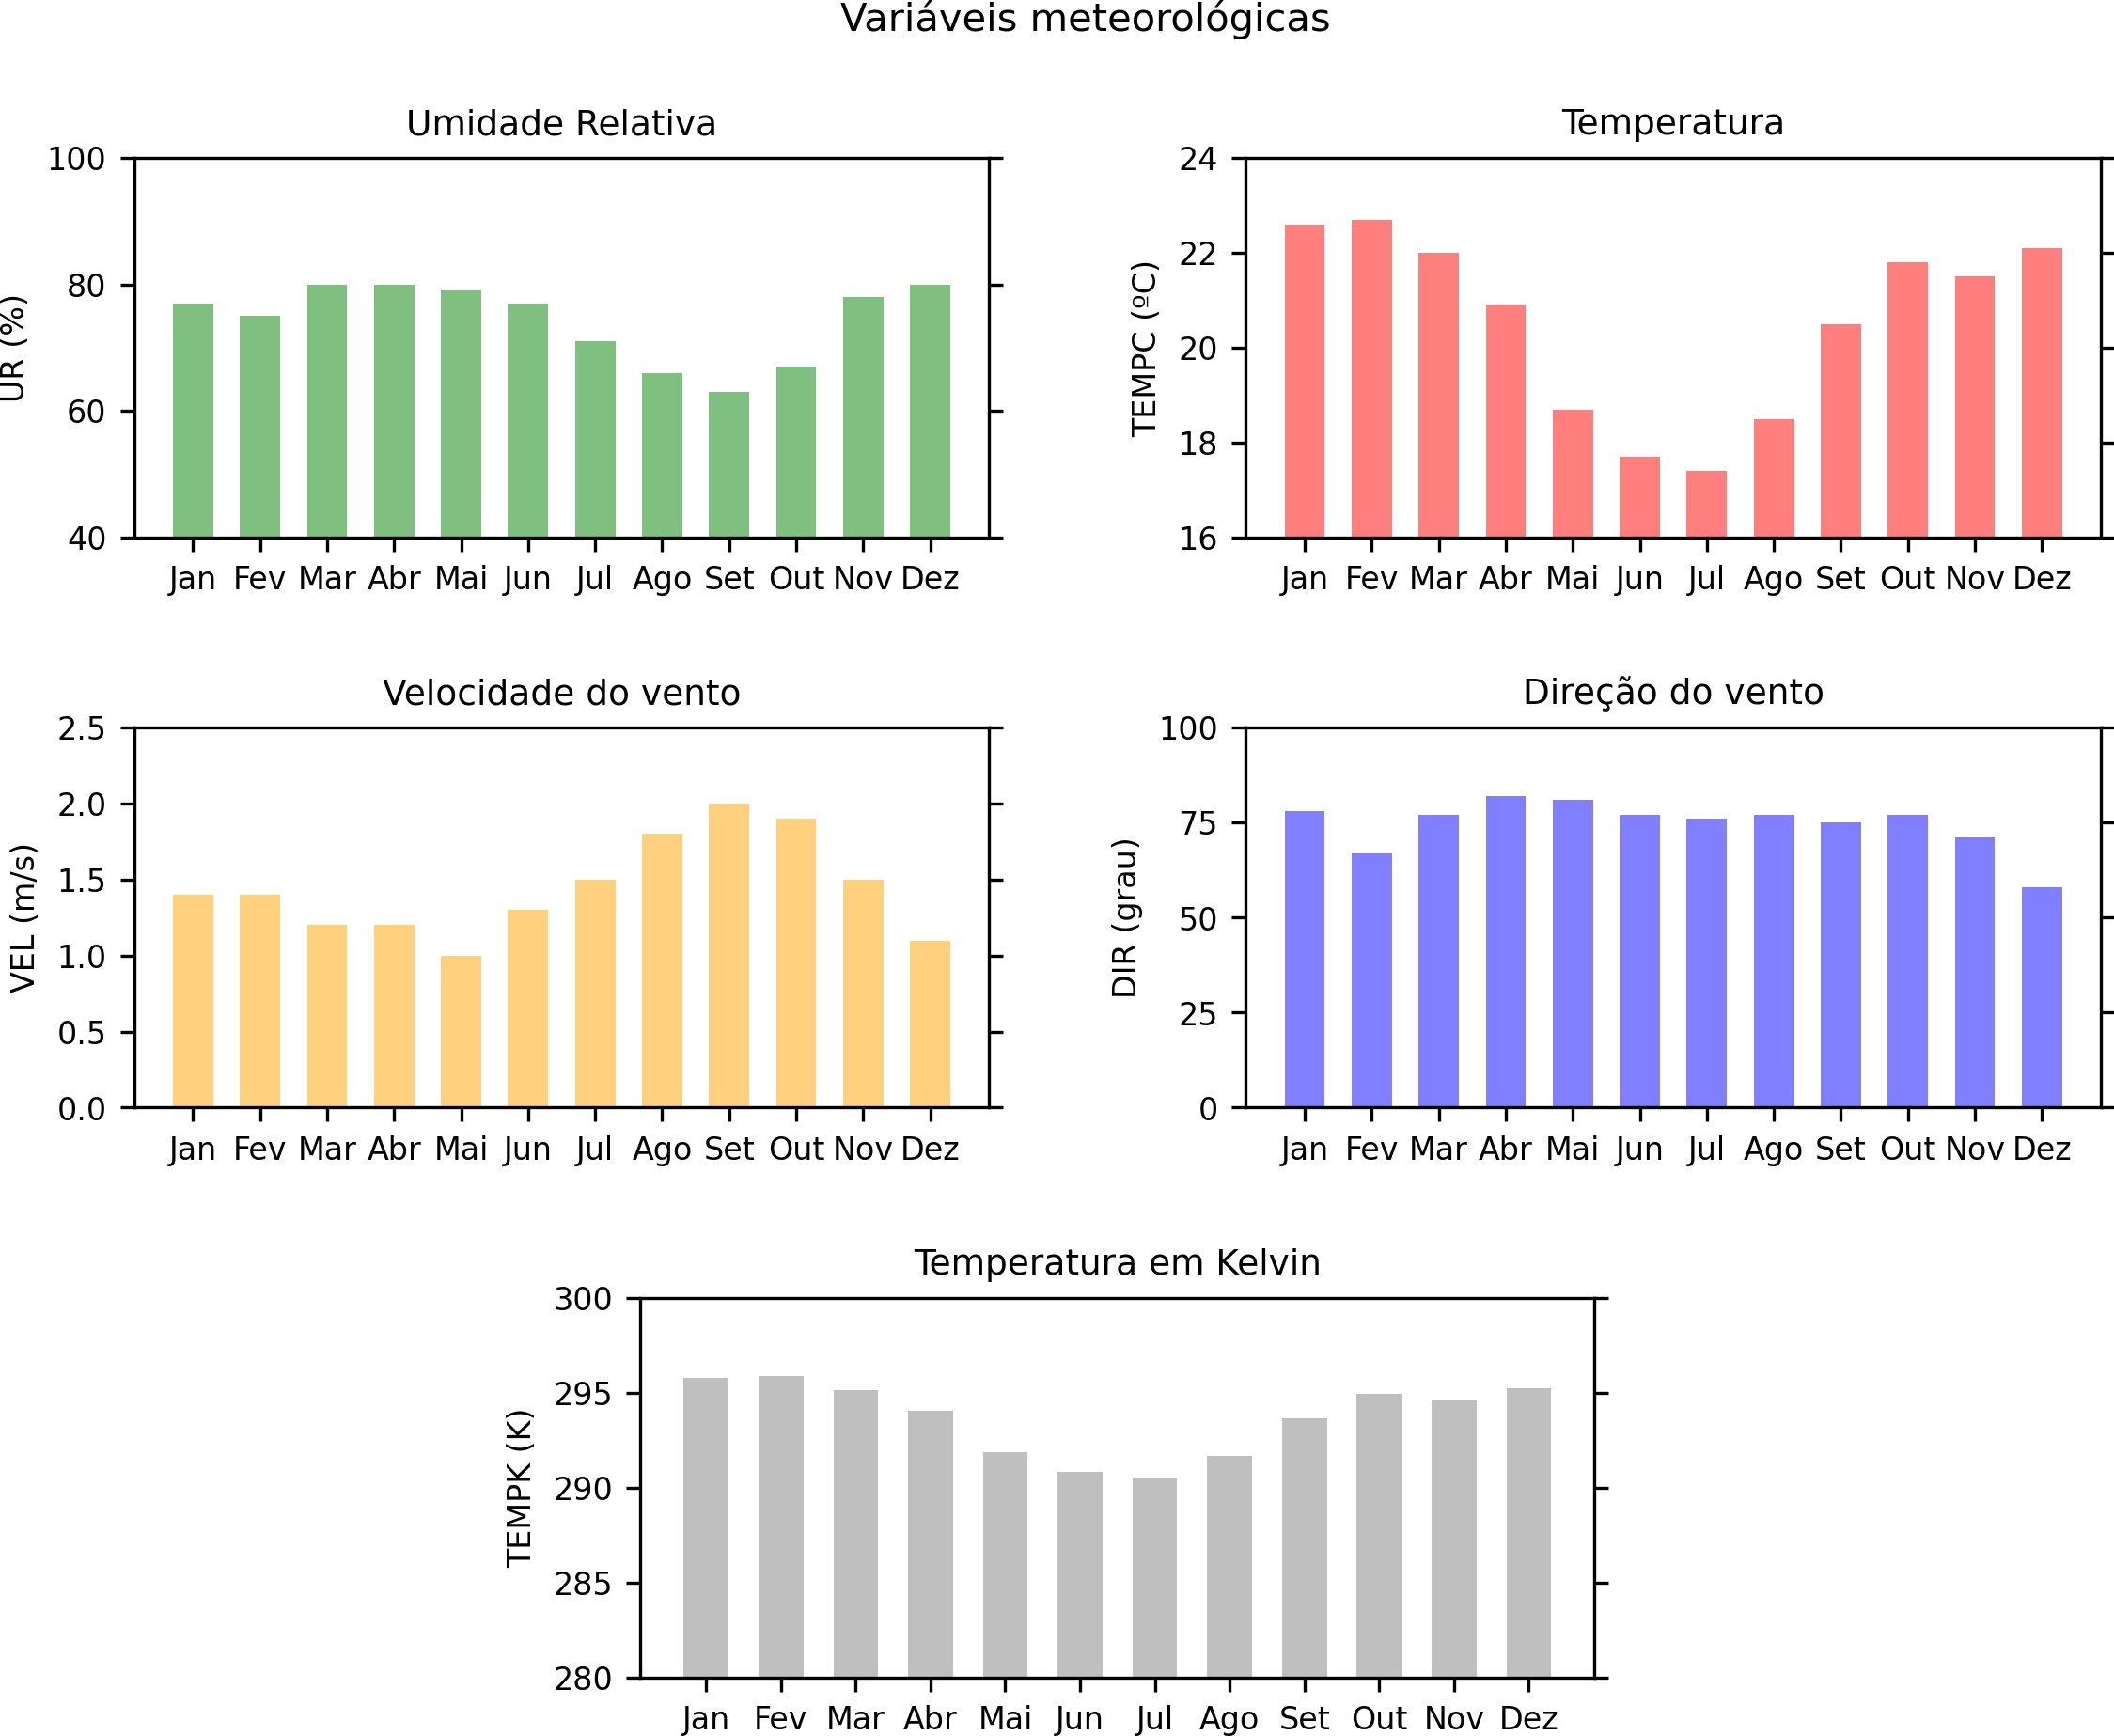 Variáveis meteorológicas
Umidade Relativa
100
80
60
40
UR (%)
Jan Fev Mar Abr Mai Jun Jul Ago Set Out Nov Dez
Temperatura
24
22
20
18
16
TEMPC (ºC)
Jan Fev Mar Abr Mai Jun Jul Ago Set Out Nov Dez
Velocidade do vento
2.5
2.0
1.5
1.0
0.5
0.0
VEL (m/s)
Jan Fev Mar Abr Mai Jun Jul Ago Set Out Nov Dez
Direção do vento
100
75
50
25
0
DIR (grau)
Jan Fev Mar Abr Mai Jun Jul Ago Set Out Nov Dez
Temperatura em Kelvin
300
295
290
285
280
TEMPK (K)
Jan Fev Mar Abr Mai Jun Jul Ago Set Out Nov Dez